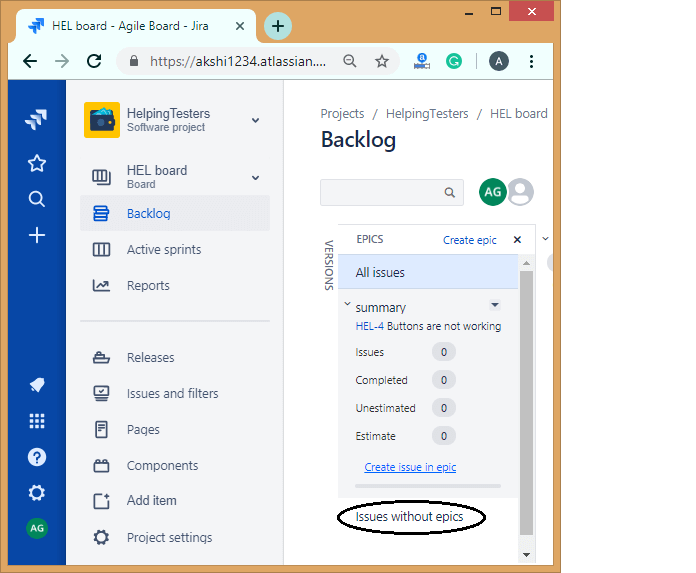 HEL board - Agile Board - Jira
https://akshi1234.atlassian....
a
G
A
HelpingTesters
Software project
HEL board
Board
Backlog
Active sprints
Reports
Releases
Issues and filters
Pages
Components
Add item
Project settings
AG
Projects / HelpingTesters / HEL board
Backlog
AG
VERSIONS
EPICS
Create epic
All issues
summary
HEL-4 Buttons are not working
Issues 0
Completed 0
Unestimated 0
Estimate 0
Create issue in epic
Issues without epics